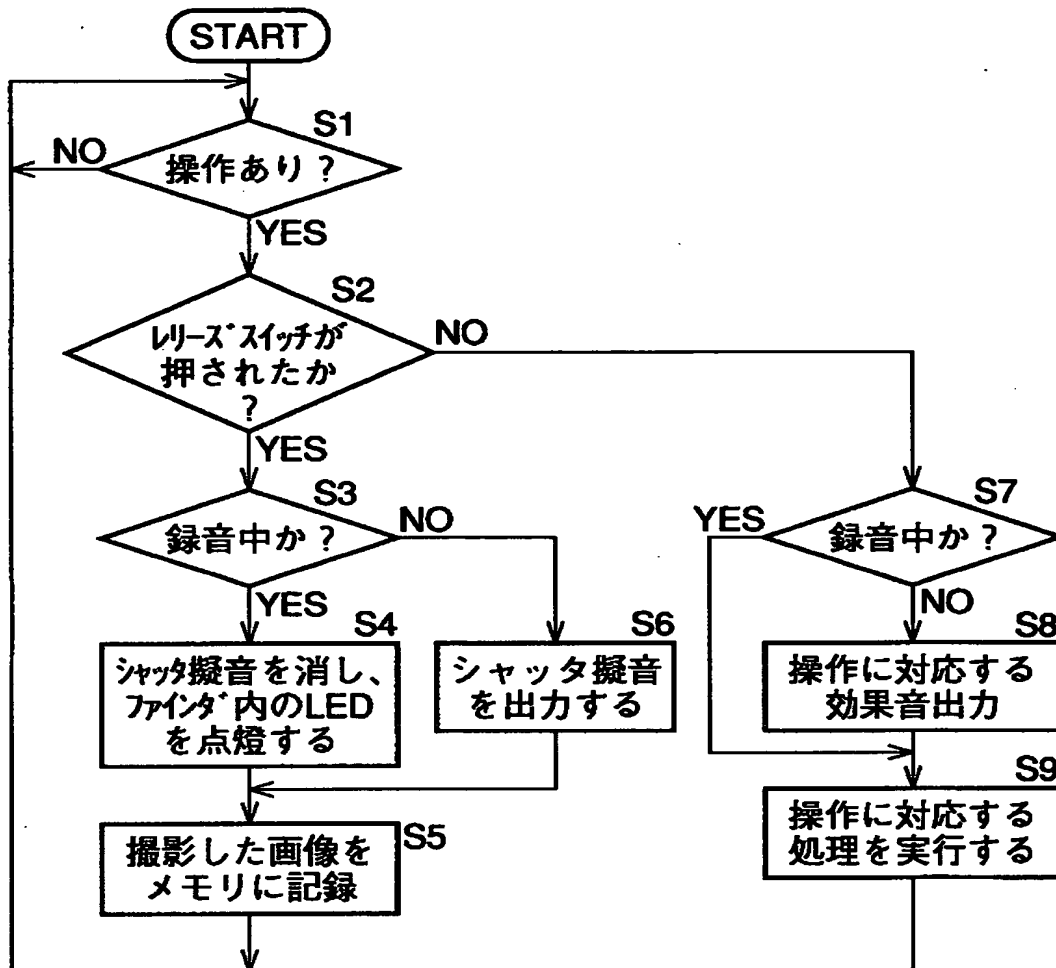 START
S1
NO
操作あり？
YES
S2
レリーズスイッチが
押されたか
？
NO
YES
S3
録音中か？
NO
YES
S4
シャッタ擬音を消し、
ファインダ内のLED
を点燈する
S6
シャッタ擬音
を出力する
S5
撮影した画像を
メモリに記録
S7
YES
録音中か？
NO
S8
操作に対応する
効果音出力
S9
操作に対応する
処理を実行する